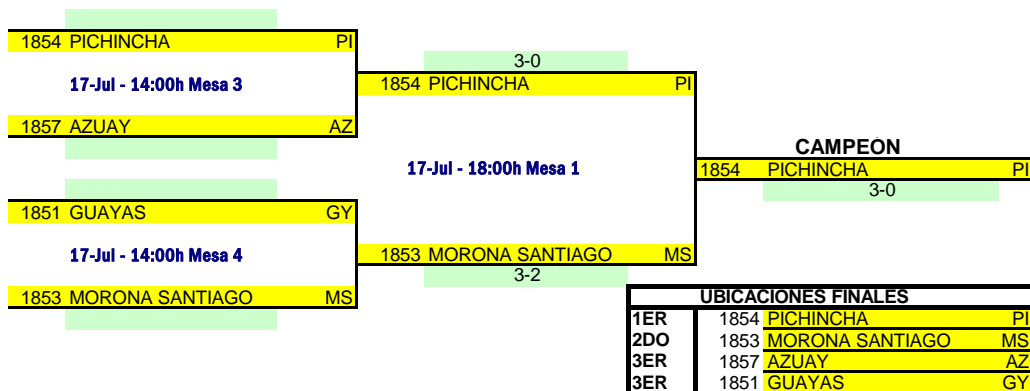 1854 PICHINCHA PI
17-Jul - 14:00h Mesa 3
1857 AZUAY AZ
1851 GUAYAS GY
17-Jul - 14:00h Mesa 4
1853 MORONA SANTIAGO MS
3-0
1854 PICHINCHA PI
17-Jul - 18:00h Mesa 1
1853 MORONA SANTIAGO MS
3-2
CAMPEÓN
1854 PICHINCHA PI
3-0
UBICACIONES FINALES
1ER 1854 PICHINCHA PI
2DO 1853 MORONA SANTIAGO MS
3ER 1857 AZUAY AZ
3ER 1851 GUAYAS GY